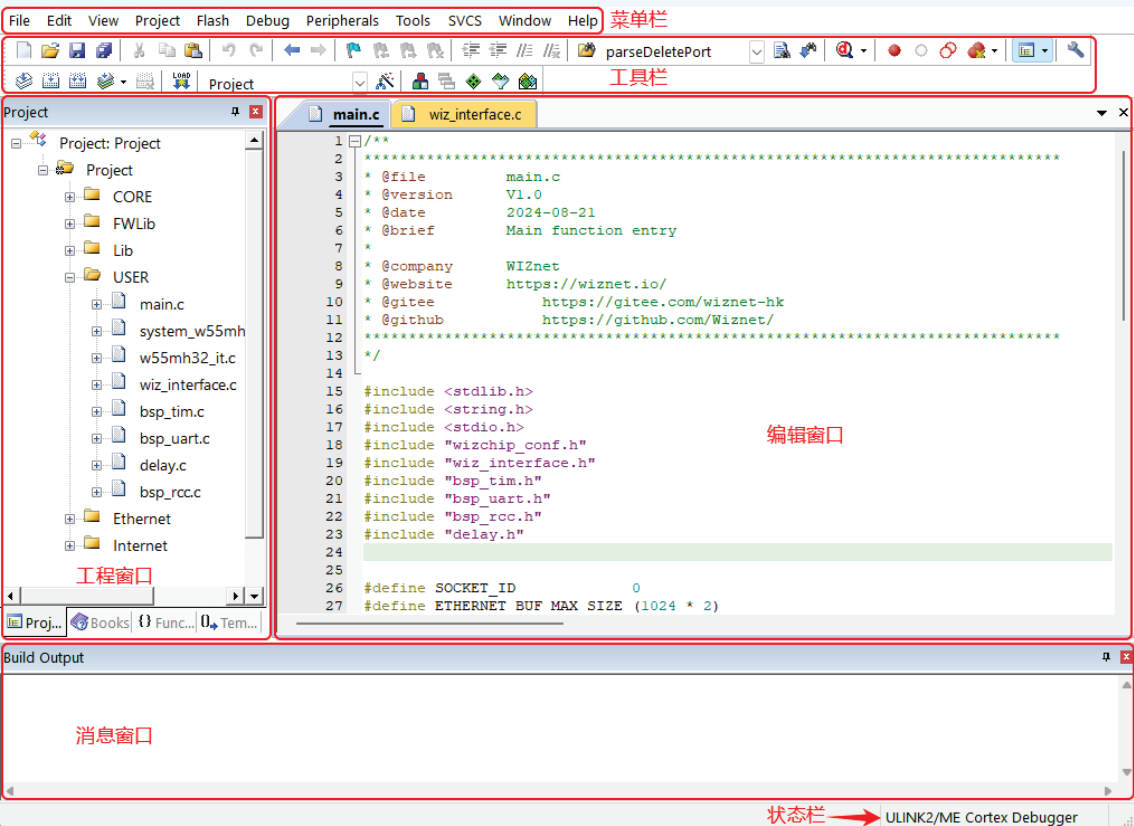 File Edit View Project Flash Debug Peripherals Tools SVCS Window Help 菜单栏
parseDeletePort
工具栏
LOAD Project
Project
main.c wiz_interface.c
Project: Project
Project
CORE
FWLib
Lib
USER
main.c
system_w55mh
w55mh32_it.c
wiz_interface.c
bsp_tim.c
bsp_uart.c
delay.c
bsp_rcc.c
Ethernet
Internet
工程窗口
Proj... Books {} Func... Tem...
1 /**
2 ******************************************************************************
3 * @file main.c
4 * @version V1.0
5 * @date 2024-08-21
6 * @brief Main function entry
7 *
8 * @company WIZnet
9 * @website https://wiznet.io/
10 * @gitee https://gitee.com/wiznet-hk
11 * @github https://github.com/Wiznet/
12 ******************************************************************************
13 */
14
15 #include <stdlib.h>
16 #include <string.h>
17 #include <stdio.h>
18 #include "wizchip_conf.h"
19 #include "wiz_interface.h"
20 #include "bsp_tim.h"
21 #include "bsp_uart.h"
22 #include "bsp_rcc.h"
23 #include "delay.h"
24
25
26 #define SOCKET_ID 0
27 #define ETHERNET_BUF_MAX_SIZE (1024 * 2)
编辑窗口
Build Output
消息窗口
状态栏 ULINK2/ME Cortex Debugger